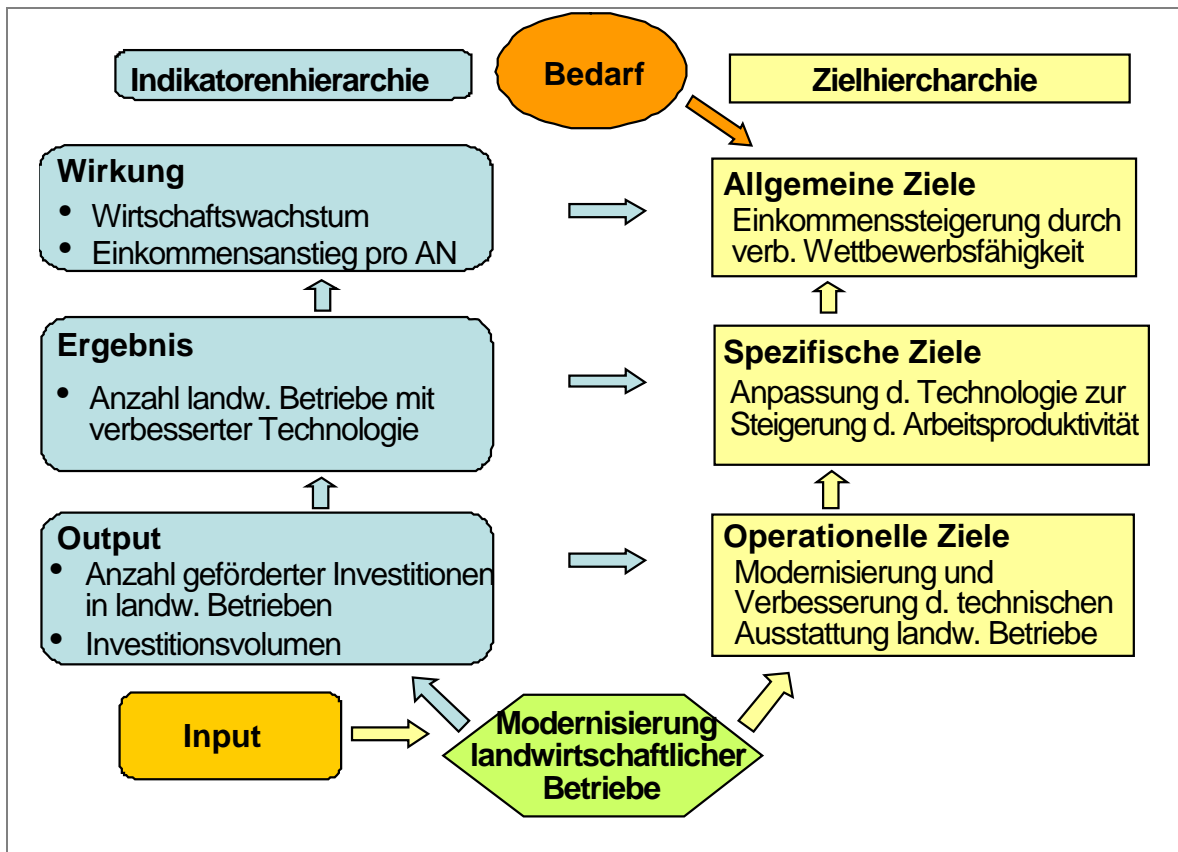 Indikatorenhierarchie
Bedarf
Zielhiercharchie
Wirkung
• Wirtschaftswachstum
• Einkommensanstieg pro AN
Allgemeine Ziele
Einkommenssteigerung durch
verb. Wettbewerbsfähigkeit
Ergebnis
• Anzahl landw. Betriebe mit
verbesserter Technologie
Spezifische Ziele
Anpassung d. Technologie zur
Steigerung d. Arbeitsproduktivität
Output
• Anzahl geförderter Investitionen
in landw. Betrieben
• Investitionsvolumen
Operationelle Ziele
Modernisierung und
Verbesserung d. technischen
Ausstattung landw. Betriebe
Input
Modernisierung
landwirtschaftlicher
Betriebe